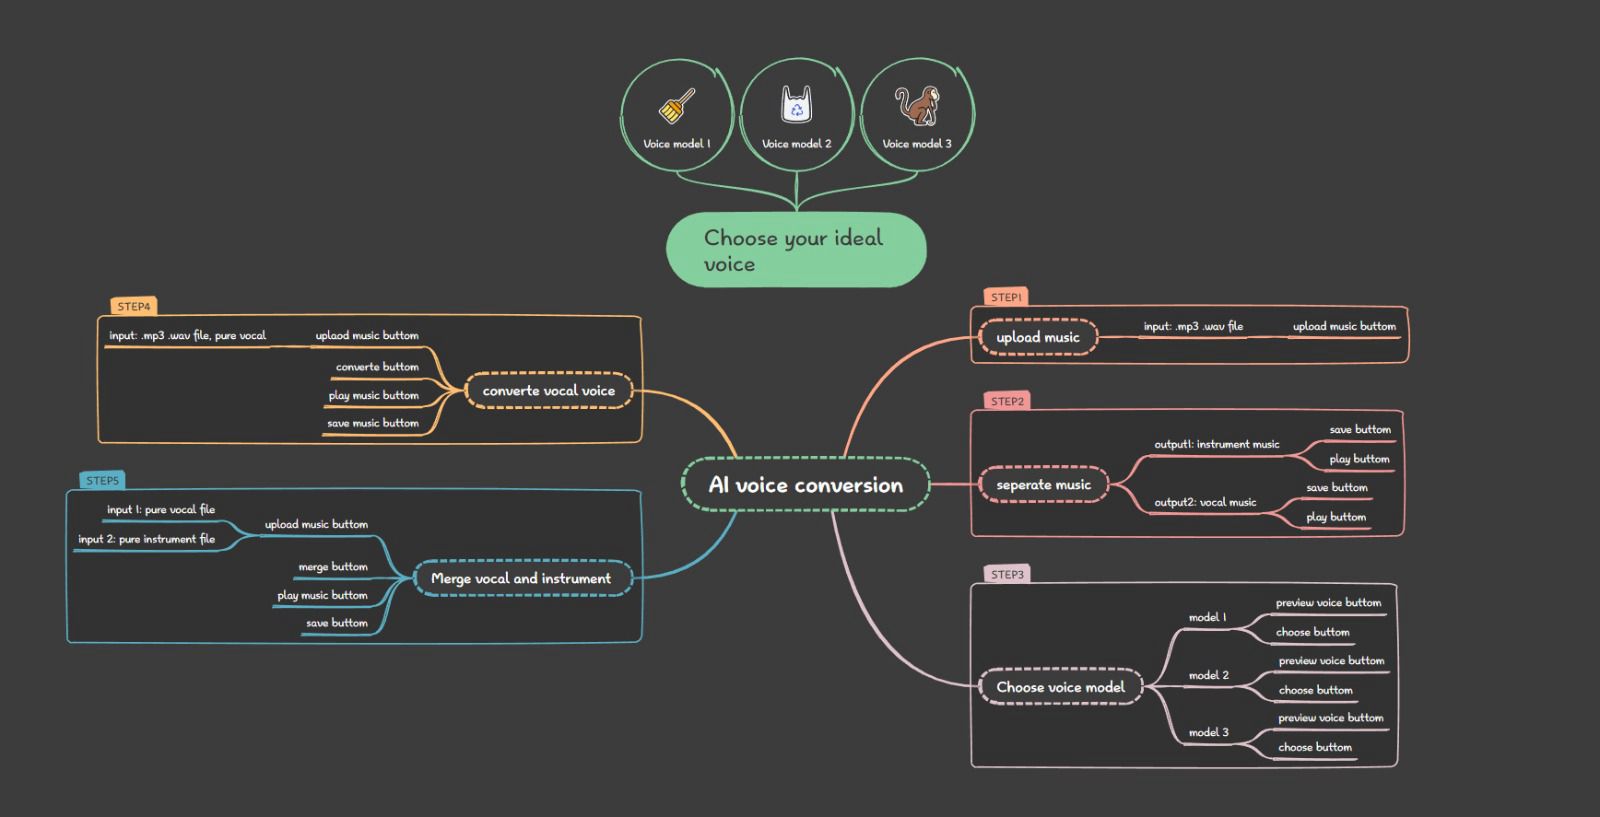 Voice model 1
Voice model 2
Voice model 3
Choose your ideal
voice
AI voice conversion
STEP1
upload music
input: .mp3 .wav file
upload music buttom
STEP2
seperate music
output1: instrument music
save buttom
play buttom
output2: vocal music
save buttom
play buttom
STEP3
Choose voice model
model 1
preview voice buttom
choose buttom
model 2
preview voice buttom
choose buttom
model 3
preview voice buttom
choose buttom
STEP4
converte vocal voice
uplaod music buttom
input: .mp3 .wav file, pure vocal
converte buttom
play music buttom
save music buttom
STEP5
Merge vocal and instrument
upload music buttom
input 1: pure vocal file
input 2: pure instrument file
merge buttom
play music buttom
save buttom